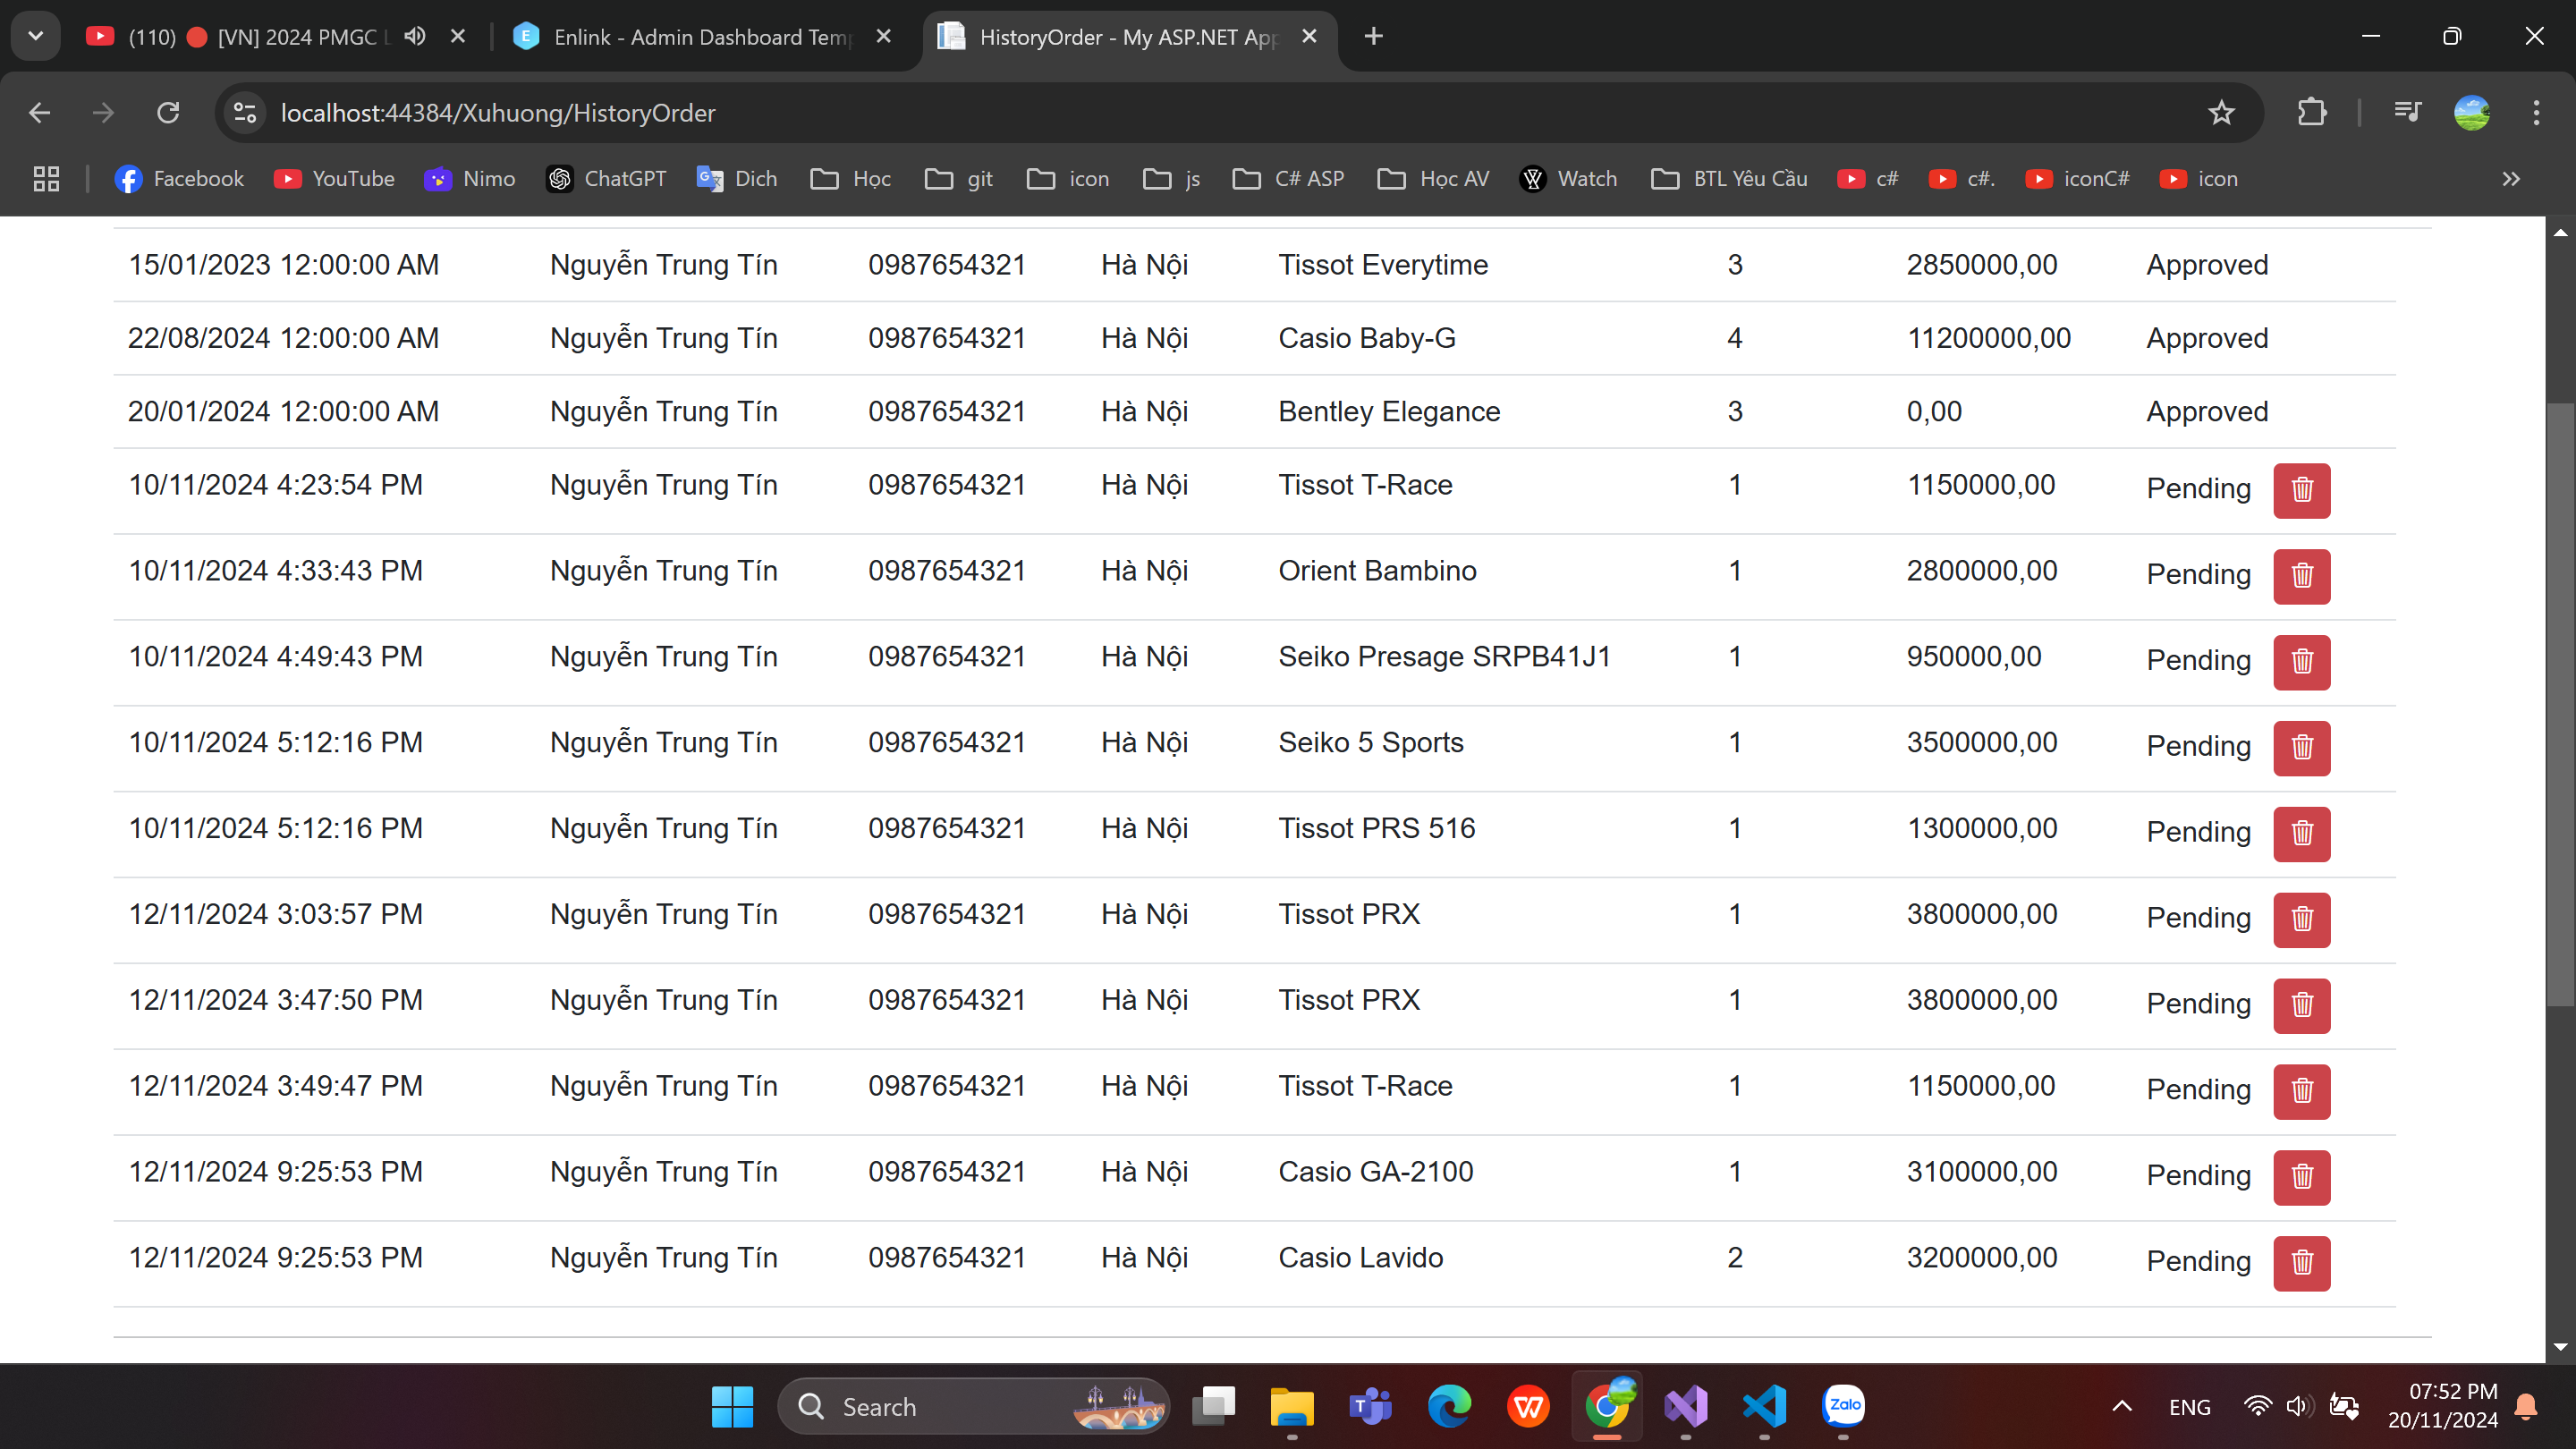 (110) [VN] 2024 PMGC L
Enlink - Admin Dashboard Temp
HistoryOrder - My ASP.NET App
localhost:44384/Xuhuong/HistoryOrder
Facebook YouTube Nimo ChatGPT Dich Học git icon js C# ASP Học AV Watch BTL Yêu Cầu c# c#. iconC# icon
15/01/2023 12:00:00 AM Nguyễn Trung Tín 0987654321 Hà Nội Tissot Everytime 3 2850000,00 Approved
22/08/2024 12:00:00 AM Nguyễn Trung Tín 0987654321 Hà Nội Casio Baby-G 4 11200000,00 Approved
20/01/2024 12:00:00 AM Nguyễn Trung Tín 0987654321 Hà Nội Bentley Elegance 3 0,00 Approved
10/11/2024 4:23:54 PM Nguyễn Trung Tín 0987654321 Hà Nội Tissot T-Race 1 1150000,00 Pending
10/11/2024 4:33:43 PM Nguyễn Trung Tín 0987654321 Hà Nội Orient Bambino 1 2800000,00 Pending
10/11/2024 4:49:43 PM Nguyễn Trung Tín 0987654321 Hà Nội Seiko Presage SRPB41J1 1 950000,00 Pending
10/11/2024 5:12:16 PM Nguyễn Trung Tín 0987654321 Hà Nội Seiko 5 Sports 1 3500000,00 Pending
10/11/2024 5:12:16 PM Nguyễn Trung Tín 0987654321 Hà Nội Tissot PRS 516 1 1300000,00 Pending
12/11/2024 3:03:57 PM Nguyễn Trung Tín 0987654321 Hà Nội Tissot PRX 1 3800000,00 Pending
12/11/2024 3:47:50 PM Nguyễn Trung Tín 0987654321 Hà Nội Tissot PRX 1 3800000,00 Pending
12/11/2024 3:49:47 PM Nguyễn Trung Tín 0987654321 Hà Nội Tissot T-Race 1 1150000,00 Pending
12/11/2024 9:25:53 PM Nguyễn Trung Tín 0987654321 Hà Nội Casio GA-2100 1 3100000,00 Pending
12/11/2024 9:25:53 PM Nguyễn Trung Tín 0987654321 Hà Nội Casio Lavido 2 3200000,00 Pending
Search
Zalo
ENG
07:52 PM
20/11/2024